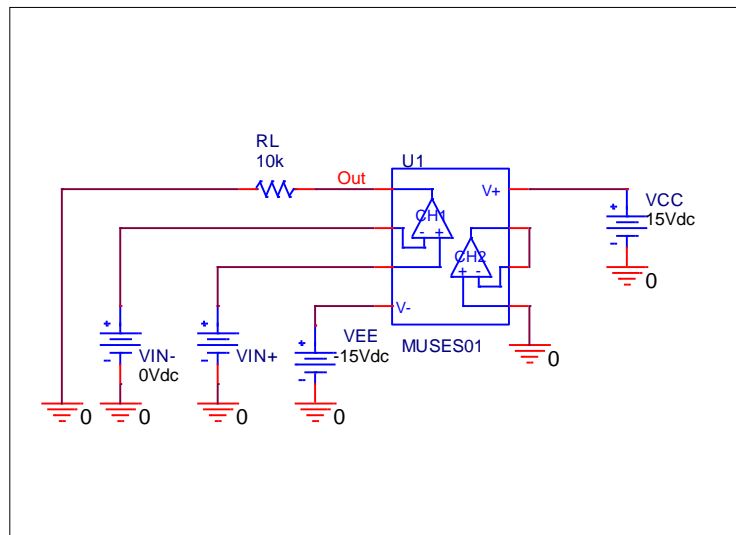 RL
10k
U1
Out
V+
CH1
- +
VCC
15Vdc
+
-
CH2
+ -
0
V-
VEE
-15Vdc
+
-
MUSES01
0
+
-
VIN-
0Vdc
+
-
VIN+
0
0
0
0